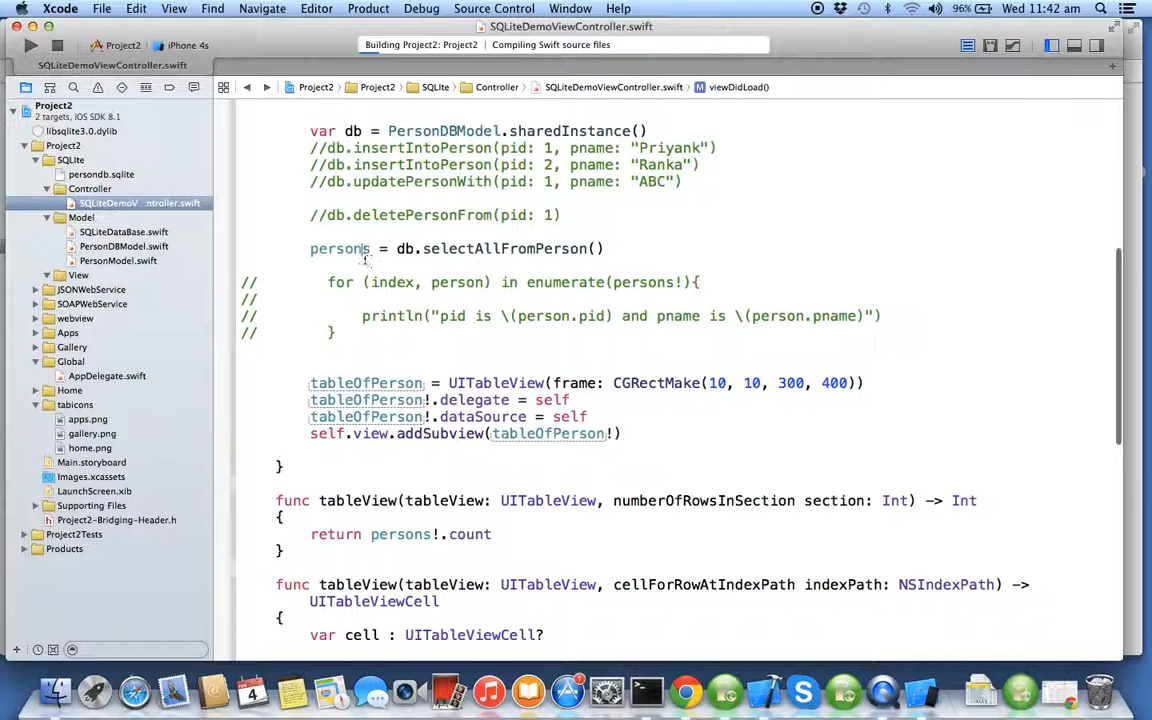 Xcode File Edit View Find Navigate Editor Product Debug Source Control Window Help 96% Wed 11:42 am
SQLiteDemoViewController.swift
Project2 iPhone 4s Building Project2: Project2 Compiling Swift source files
SQLiteDemoViewController.swift
Project2 Project2 SQLIte Controller SQLiteDemoViewController.swift M viewDidLoad()
Project2
2 targets, iOS SDK 8.1
libsqlite3.0.dylib
Project2
SQLIte
persondb.sqlite
Controller
SQLiteDemoV...ntroller.swift
Model
SQLiteDataBase.swift
PersonDBModel.swift
PersonModel.swift
View
JSONWebService
SOAPWebService
webview
Apps
Gallery
Global
AppDelegate.swift
Home
tabicons
apps.png
gallery.png
home.png
Main.storyboard
Images.xcassets
LaunchScreen.xib
Supporting Files
Project2-Bridging-Header.h
Project2Tests
Products
var db = PersonDBModel.sharedInstance()
//db.insertIntoPerson(pid: 1, pname: "Priyank")
//db.insertIntoPerson(pid: 2, pname: "Ranka")
//db.updatePersonWith(pid: 1, pname: "ABC")
//db.deletePersonFrom(pid: 1)
persons = db.selectAllFromPerson()
// for (index, person) in enumerate(persons!){
//
// println("pid is \(person.pid) and pname is \(person.pname)")
// }
tableOfPerson = UITableView(frame: CGRectMake(10, 10, 300, 400))
tableOfPerson!.delegate = self
tableOfPerson!.dataSource = self
self.view.addSubview(tableOfPerson!)
}
func tableView(tableView: UITableView, numberOfRowsInSection section: Int) -> Int
{
return persons!.count
}
func tableView(tableView: UITableView, cellForRowAtIndexPath indexPath: NSIndexPath) ->
UITableViewCell
{
var cell : UITableViewCell?